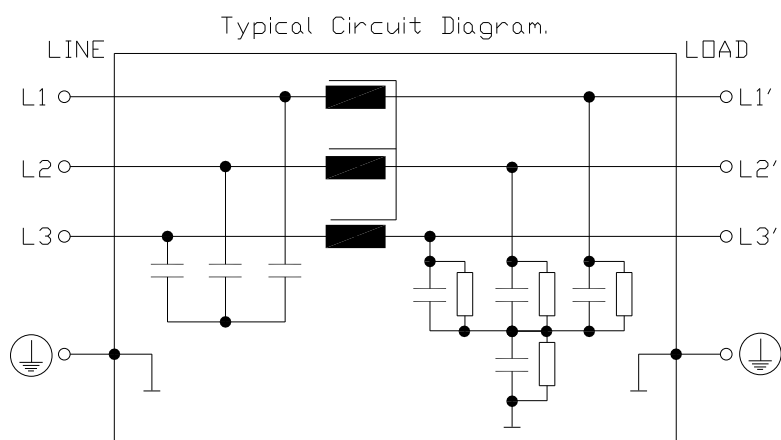 Typical Circuit Diagram.
LINE
LOAD
L1
L1'
L2
L2'
L3
L3'